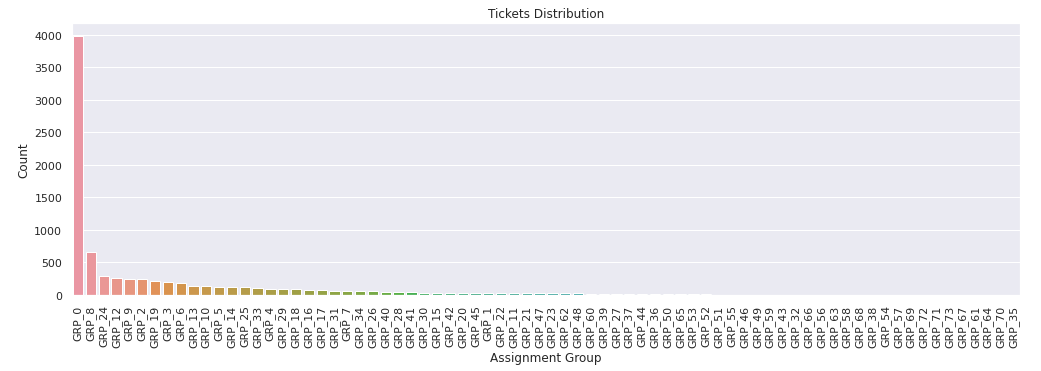 Tickets Distribution
4000
3500
3000
2500
2000
1500
1000
500
0
Count
GRP_0
GRP_8
GRP_24
GRP_12
GRP_9
GRP_2
GRP_19
GRP_3
GRP_6
GRP_13
GRP_10
GRP_5
GRP_14
GRP_25
GRP_33
GRP_4
GRP_29
GRP_18
GRP_16
GRP_17
GRP_31
GRP_7
GRP_34
GRP_26
GRP_40
GRP_28
GRP_41
GRP_30
GRP_15
GRP_42
GRP_20
GRP_45
GRP_1
GRP_22
GRP_11
GRP_21
GRP_47
GRP_23
GRP_62
GRP_48
GRP_60
GRP_39
GRP_27
GRP_37
GRP_44
GRP_36
GRP_50
GRP_65
GRP_53
GRP_52
GRP_51
GRP_55
GRP_46
GRP_49
GRP_59
GRP_43
GRP_32
GRP_66
GRP_56
GRP_63
GRP_58
GRP_68
GRP_38
GRP_54
GRP_57
GRP_69
GRP_72
GRP_71
GRP_73
GRP_67
GRP_61
GRP_64
GRP_70
GRP_35
Assignment Group